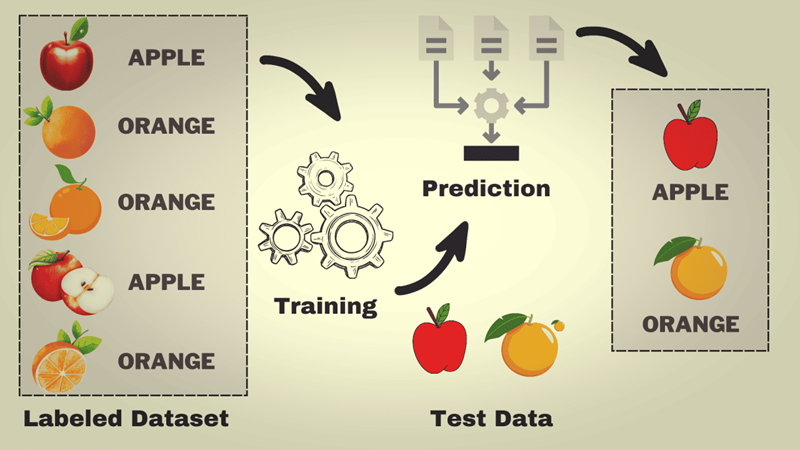 APPLE
ORANGE
ORANGE
APPLE
ORANGE
Labeled Dataset
Training
Prediction
Test Data
APPLE
ORANGE